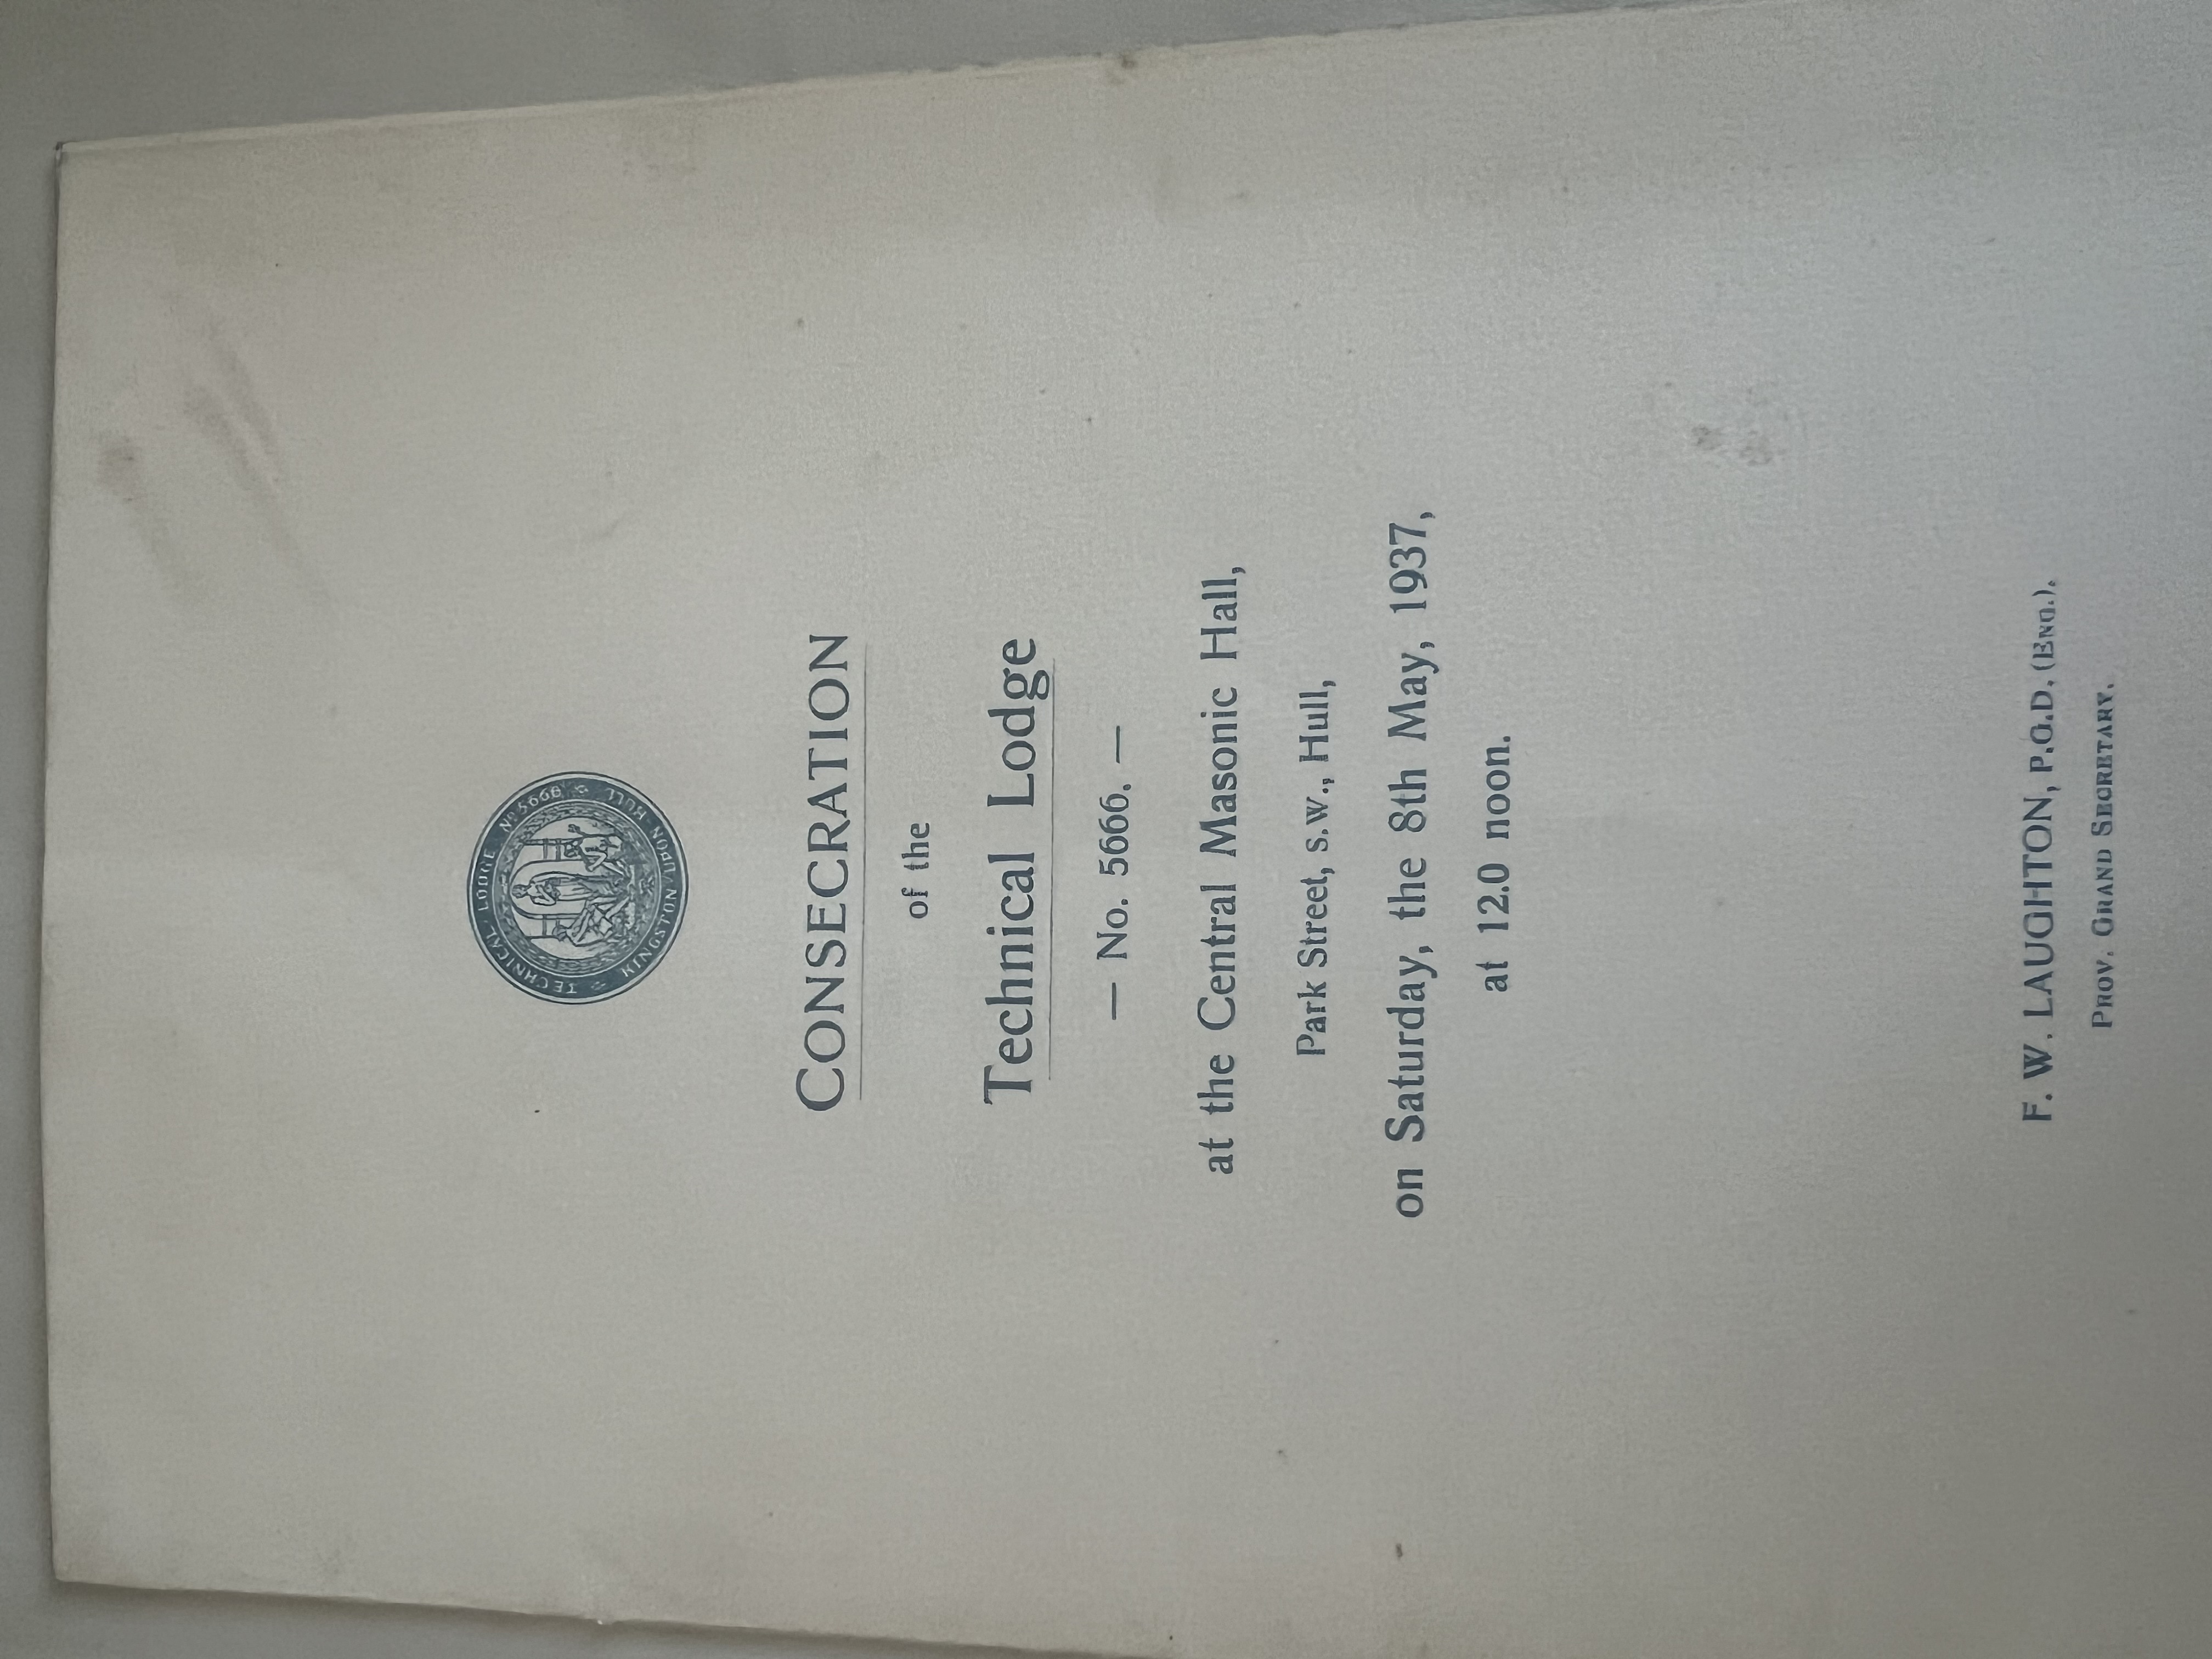 TECHNICAL LODGE Nº 5666
KINGSTON UPON HULL
CONSECRATION
of the
Technical Lodge
— No. 5666. —
at the Central Masonic Hall,
Park Street, S.W., Hull,
on Saturday, the 8th May, 1937,
at 12.0 noon.
F. W. LAUGHTON, P.G.D. (ENG.),
PROV. GRAND SECRETARY.